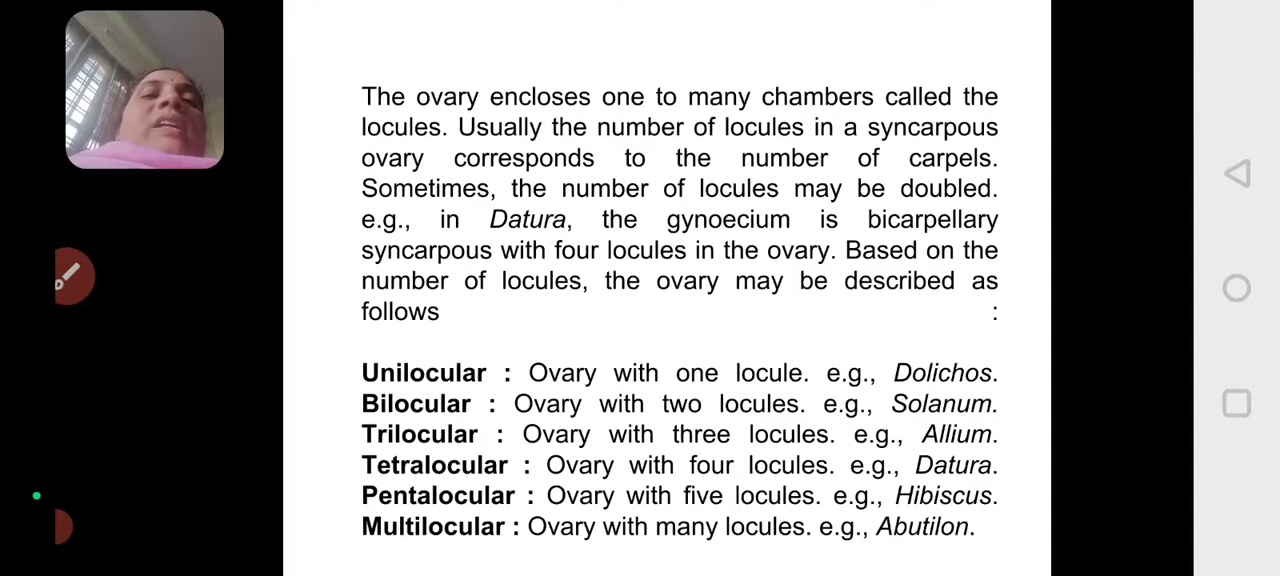 The ovary encloses one to many chambers called the
locules. Usually the number of locules in a syncarpous
ovary corresponds to the number of carpels.
Sometimes, the number of locules may be doubled.
e.g., in Datura, the gynoecium is bicarpellary
syncarpous with four locules in the ovary. Based on the
number of locules, the ovary may be described as
follows :
Unilocular : Ovary with one locule. e.g., Dolichos.
Bilocular : Ovary with two locules. e.g., Solanum.
Trilocular : Ovary with three locules. e.g., Allium.
Tetralocular : Ovary with four locules. e.g., Datura.
Pentalocular : Ovary with five locules. e.g., Hibiscus.
Multilocular : Ovary with many locules. e.g., Abutilon.